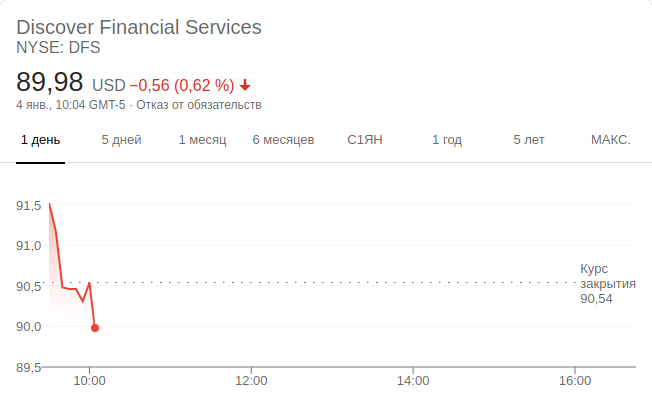 Discover Financial Services
NYSE: DFS
89,98 USD −0,56 (0,62 %)
4 янв., 10:04 GMT-5 · Отказ от обязательств
1 день 5 дней 1 месяц 6 месяцев С1ЯН 1 год 5 лет МАКС.
91,5
91,0
90,5
90,0
89,5
Курс
закрытия
90,54
10:00 12:00 14:00 16:00